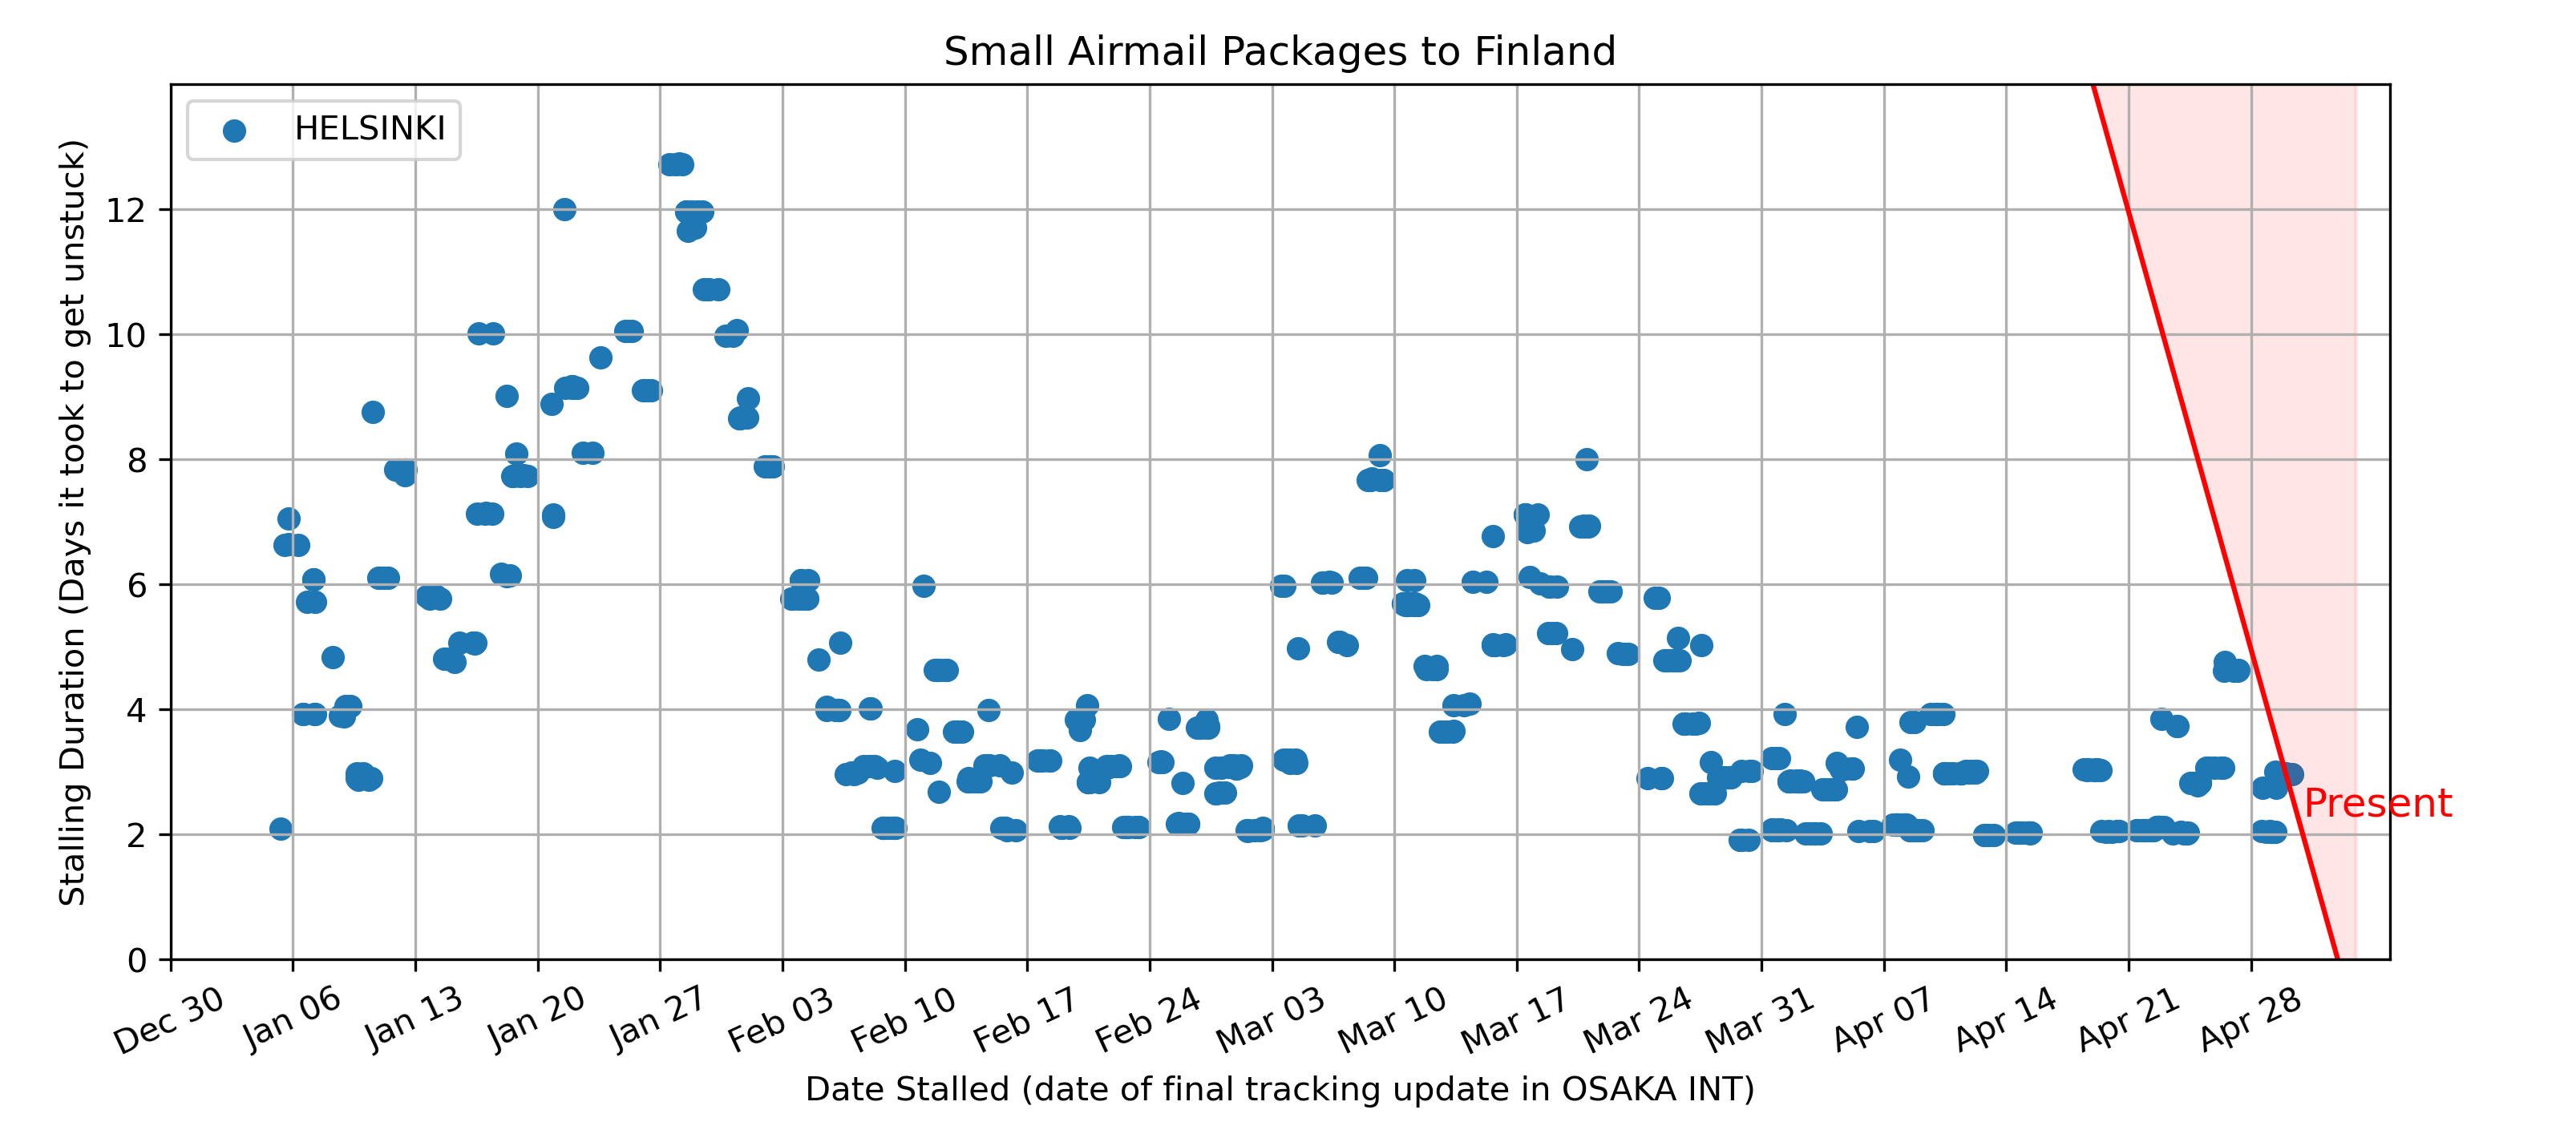 Small Airmail Packages to Finland
HELSINKI
Stalling Duration (Days it took to get unstuck)
12
10
8
6
4
2
0
Present
Dec 30
Jan 06
Jan 13
Jan 20
Jan 27
Feb 03
Feb 10
Feb 17
Feb 24
Mar 03
Mar 10
Mar 17
Mar 24
Mar 31
Apr 07
Apr 14
Apr 21
Apr 28
Date Stalled (date of final tracking update in OSAKA INT)